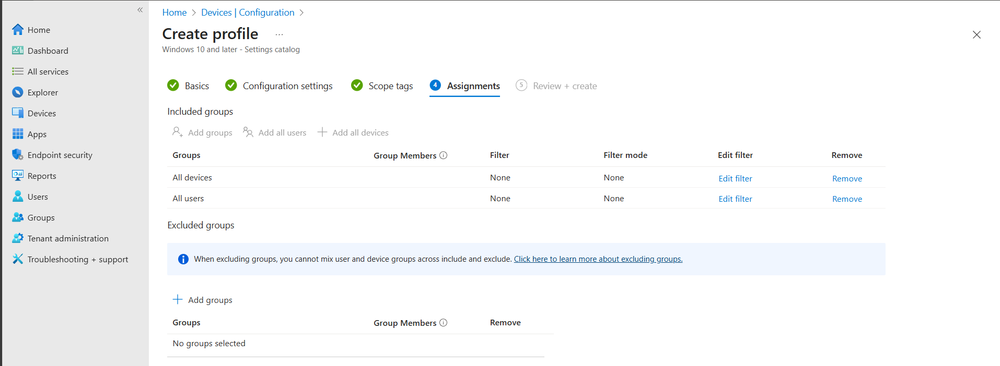 «
Home
Dashboard
All services
Explorer
Devices
Apps
Endpoint security
Reports
Users
Groups
Tenant administration
Troubleshooting + support
Home > Devices | Configuration >
Create profile ...
Windows 10 and later - Settings catalog
Basics Configuration settings Scope tags 4 Assignments 5 Review + create
Included groups
Add groups Add all users Add all devices
Groups Group Members Filter Filter mode Edit filter Remove
All devices None None Edit filter Remove
All users None None Edit filter Remove
Excluded groups
When excluding groups, you cannot mix user and device groups across include and exclude. Click here to learn more about excluding groups.
Add groups
Groups Group Members Remove
No groups selected